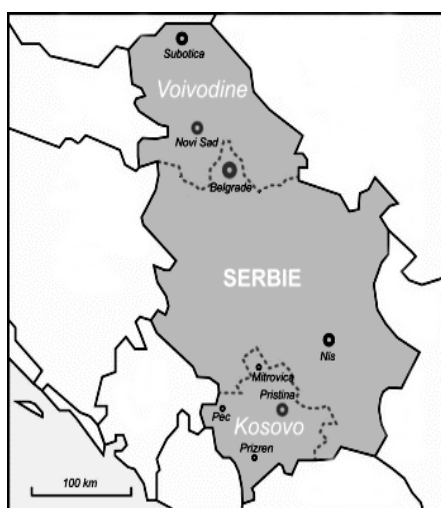 Subotica
Voivodine
Novi Sad
Belgrade
SERBIE
Nis
Mitrovica
Pristina
Pec
Kosovo
Prizren
100 km